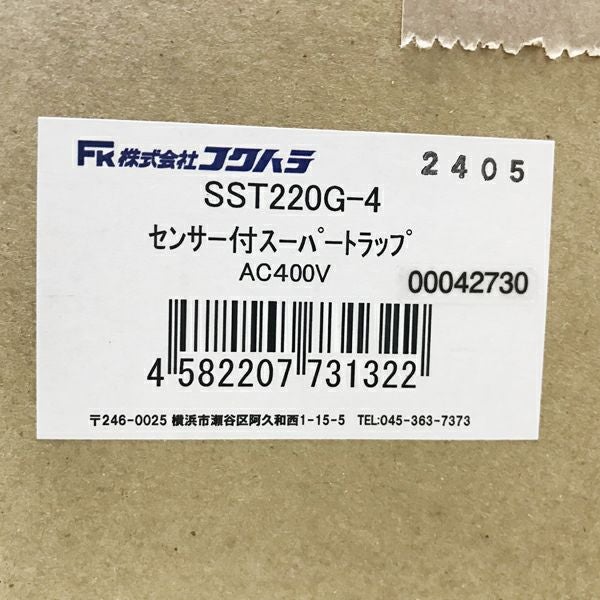 FK 株式会社フクハラ 2405
SST220G-4
センサー付スーパートラップ
AC400V 00042730
4 582207 731322
〒246-0025 横浜市瀬谷区阿久和西1-15-5 TEL:045-363-7373